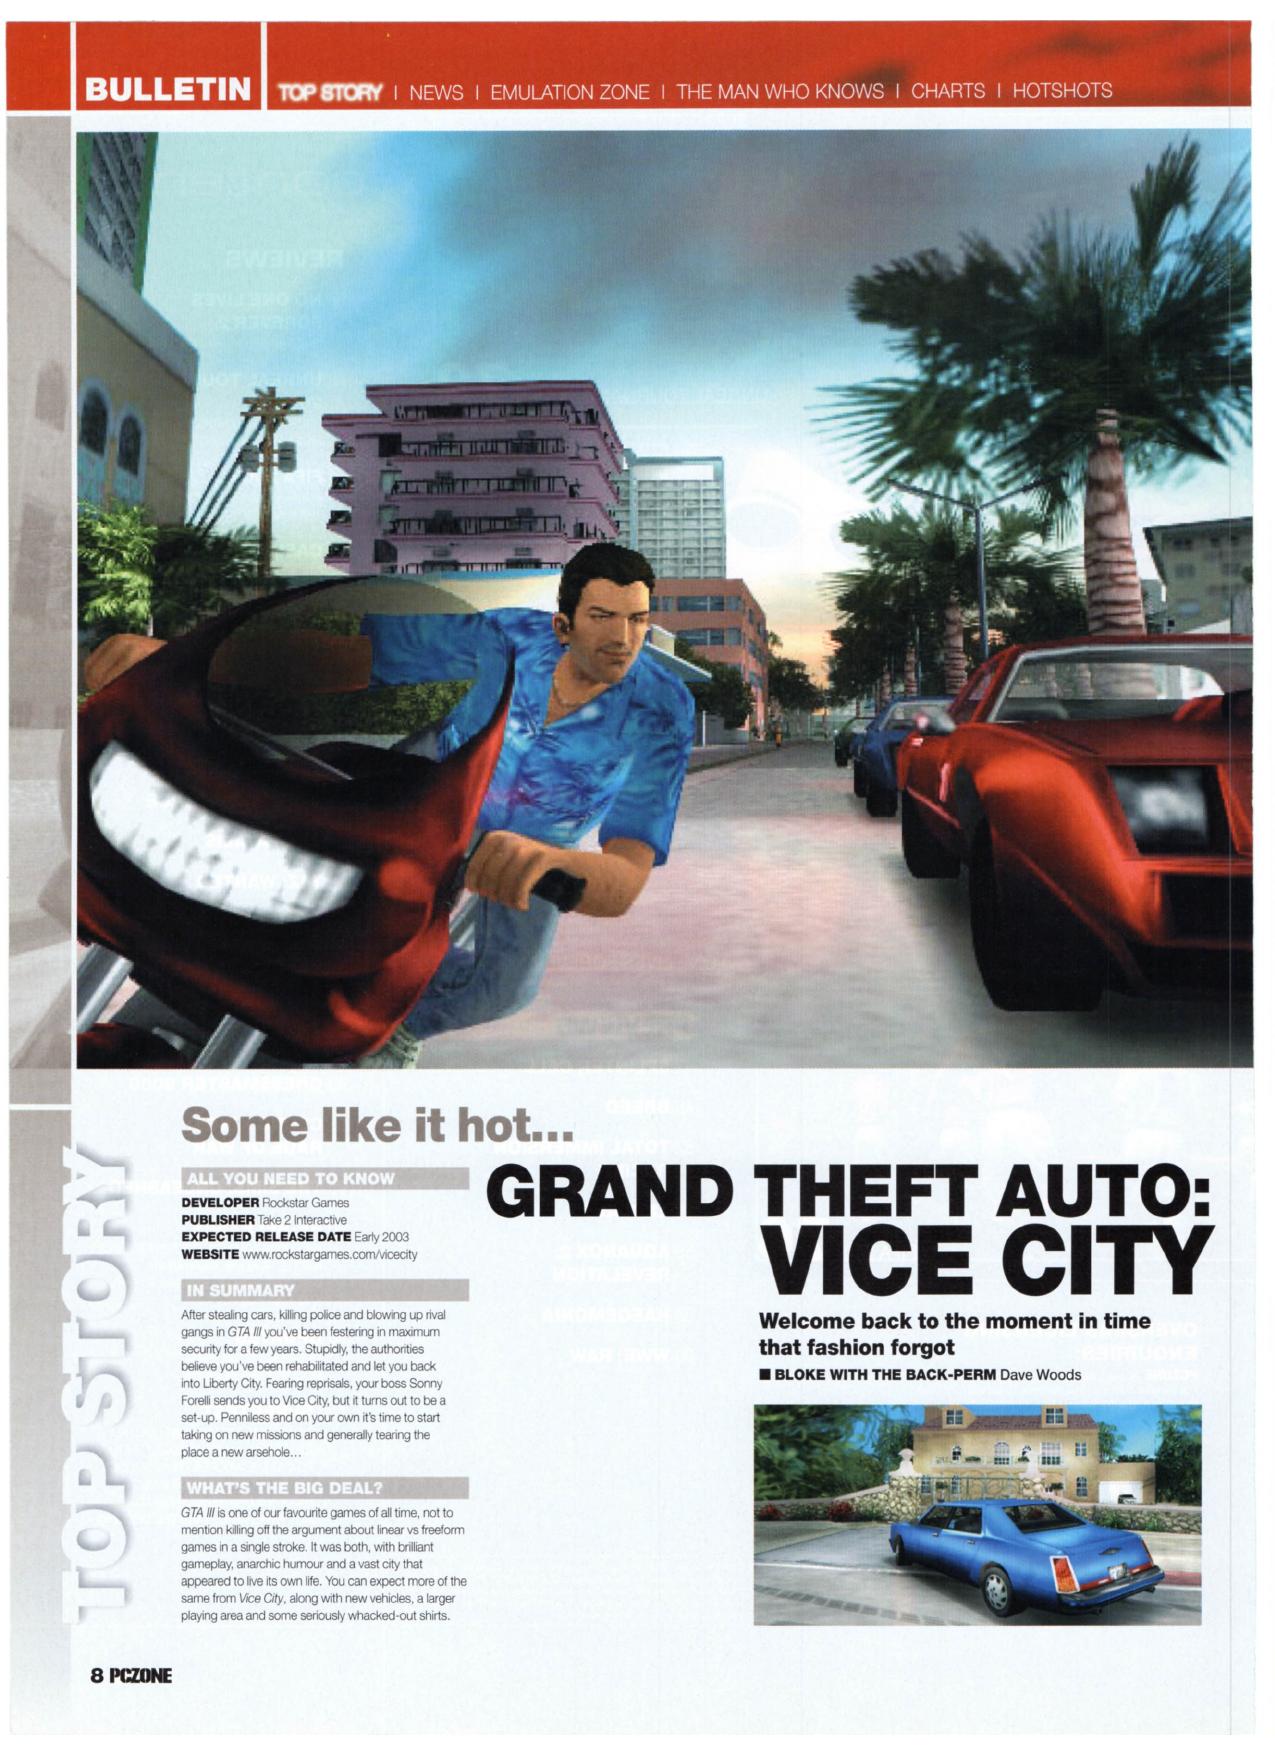 BULLETIN
TOP STORY | NEWS | EMULATION ZONE | THE MAN WHO KNOWS | CHARTS | HOTSHOTS
TOP STORY
Some like it hot...
ALL YOU NEED TO KNOW
DEVELOPER Rockstar Games
PUBLISHER Take 2 Interactive
EXPECTED RELEASE DATE Early 2003
WEBSITE www.rockstargames.com/vicecity
IN SUMMARY
After stealing cars, killing police and blowing up rival
gangs in GTA III you've been festering in maximum
security for a few years. Stupidly, the authorities
believe you've been rehabilitated and let you back
into Liberty City. Fearing reprisals, your boss Sonny
Forelli sends you to Vice City, but it turns out to be a
set-up. Penniless and on your own it's time to start
taking on new missions and generally tearing the
place a new arsehole...
WHAT'S THE BIG DEAL?
GTA III is one of our favourite games of all time, not to
mention killing off the argument about linear vs freeform
games in a single stroke. It was both, with brilliant
gameplay, anarchic humour and a vast city that
appeared to live its own life. You can expect more of the
same from Vice City, along with new vehicles, a larger
playing area and some seriously whacked-out shirts.
GRAND THEFT AUTO:
VICE CITY
Welcome back to the moment in time
that fashion forgot
■ BLOKE WITH THE BACK-PERM Dave Woods
8 PCZONE